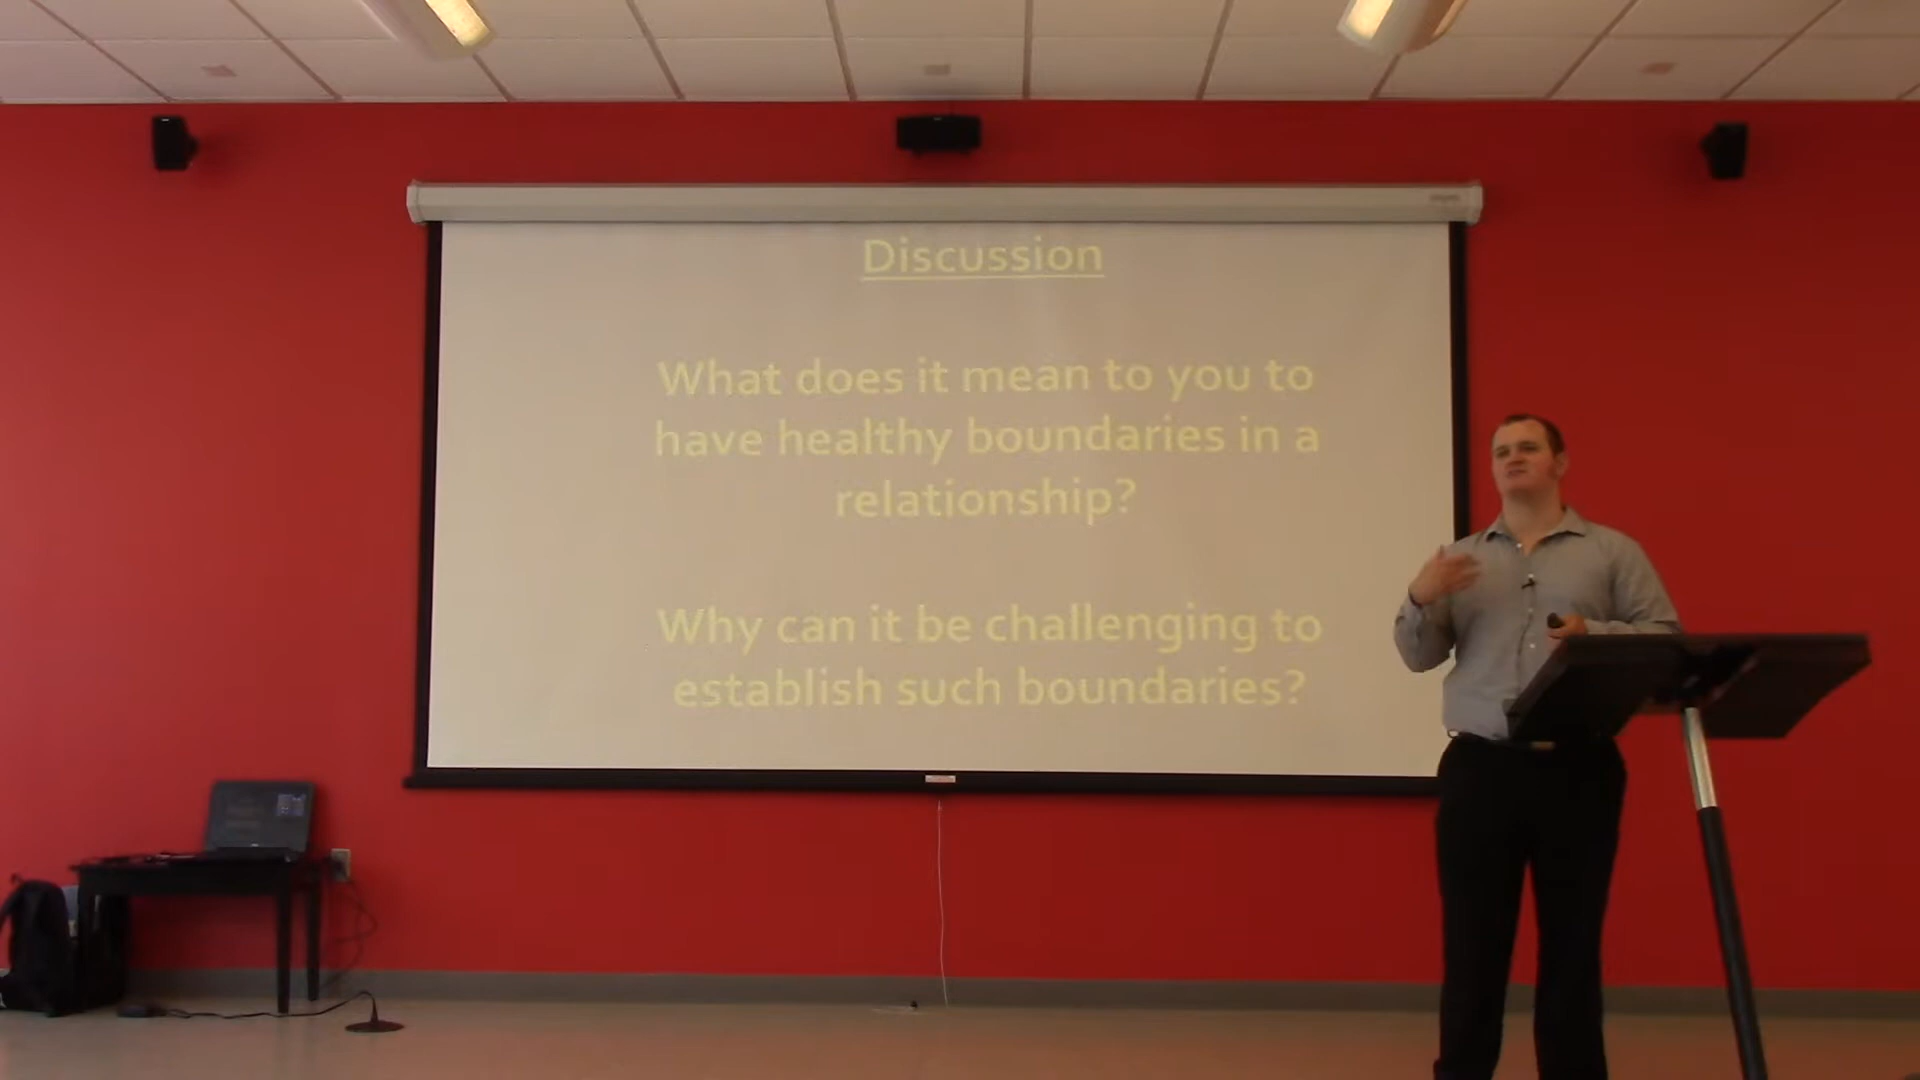 Discussion
What does it mean to you to
have healthy boundaries in a
relationship?
Why can it be challenging to
establish such boundaries?